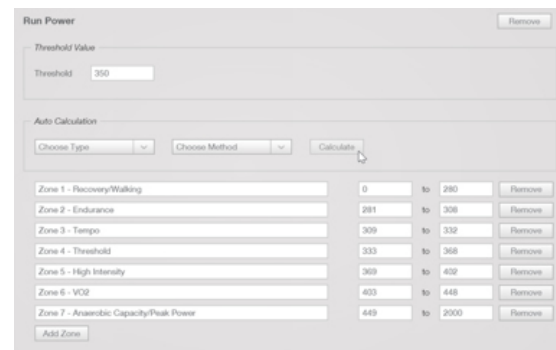 Run Power Remove
Threshold Value
Threshold 350
Auto Calculation
Choose Type Choose Method Calculate
Zone 1 - Recovery/Walking 0 to 280 Remove
Zone 2 - Endurance 281 to 308 Remove
Zone 3 - Tempo 309 to 332 Remove
Zone 4 - Threshold 333 to 368 Remove
Zone 5 - High Intensity 369 to 402 Remove
Zone 6 - VO2 403 to 448 Remove
Zone 7 - Anaerobic Capacity/Peak Power 449 to 2000 Remove
Add Zone